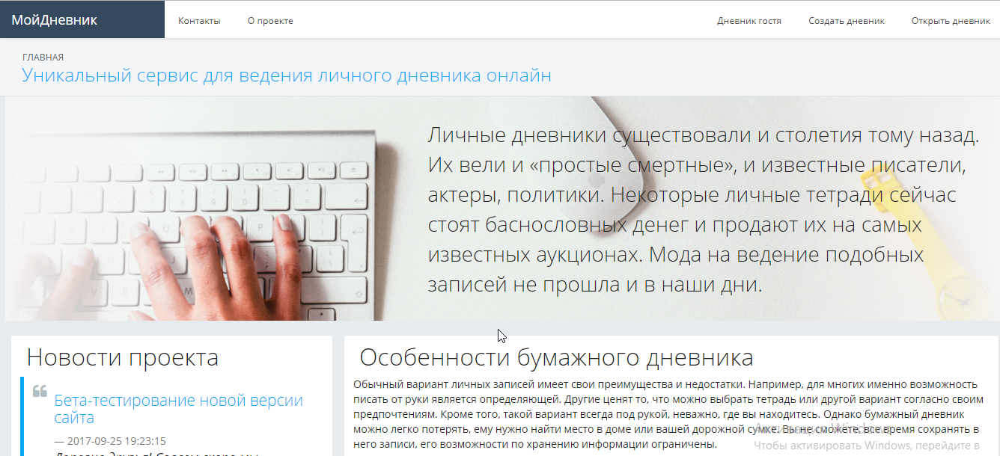 МойДневник
Контакты
О проекте
Дневник гостя
Создать дневник
Открыть дневник
ГЛАВНАЯ
Уникальный сервис для ведения личного дневника онлайн
Личные дневники существовали и столетия тому назад.
Их вели и «простые смертные», и известные писатели,
актеры, политики. Некоторые личные тетради сейчас
стоят баснословных денег и продают их на самых
известных аукционах. Мода на ведение подобных
записей не прошла и в наши дни.
Новости проекта
Бета-тестирование новой версии
сайта
— 2017-09-25 19:23:15
Особенности бумажного дневника
Обычный вариант личных записей имеет свои преимущества и недостатки. Например, для многих именно возможность
писать от руки является определяющей. Другие ценят то, что можно выбрать тетрадь или другой вариант согласно своим
предпочтениям. Кроме того, такой вариант всегда под рукой, неважно, где вы находитесь. Однако бумажный дневник
можно легко потерять, ему нужно найти место в доме или вашей дорожной сумке. Вы не сможете все время сохранять в
него записи, его возможности по хранению информации ограничены.
Активация Windows
Чтобы активировать Windows, перейдите в